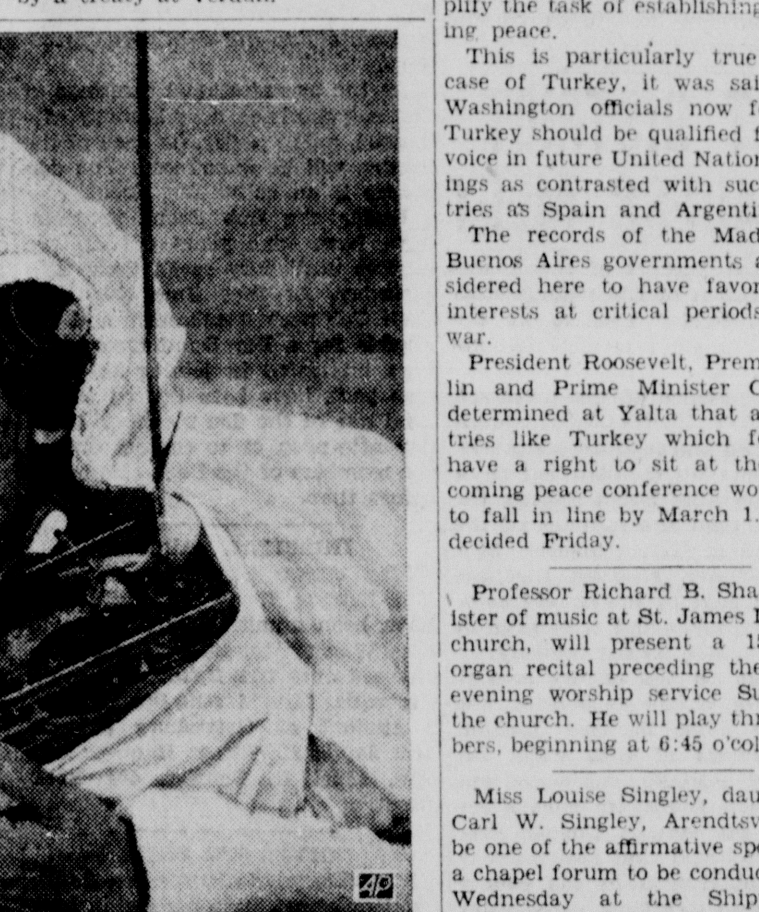 by a treaty at Verdun.
plify the task of establishing
ing peace.
This is particularly true
case of Turkey, it was sai
Washington officials now f
Turkey should be qualified f
voice in future United Nation
ings as contrasted with suc
tries as Spain and Argenti
The records of the Mad
Buenos Aires governments a
sidered here to have favor
interests at critical periods
war.
President Roosevelt, Prem
lin and Prime Minister C
determined at Yalta that a
tries like Turkey which f
have a right to sit at the
coming peace conference wo
to fall in line by March 1.
decided Friday.
Professor Richard B. Sha
ister of music at St. James
church, will present a 15
organ recital preceding the
evening worship service Su
the church. He will play thr
bers, beginning at 6:45 o'col
Miss Louise Singley, dau
Carl W. Singley, Arendtsv
be one of the affirmative spe
a chapel forum to be conduc
Wednesday at the Ship
AP